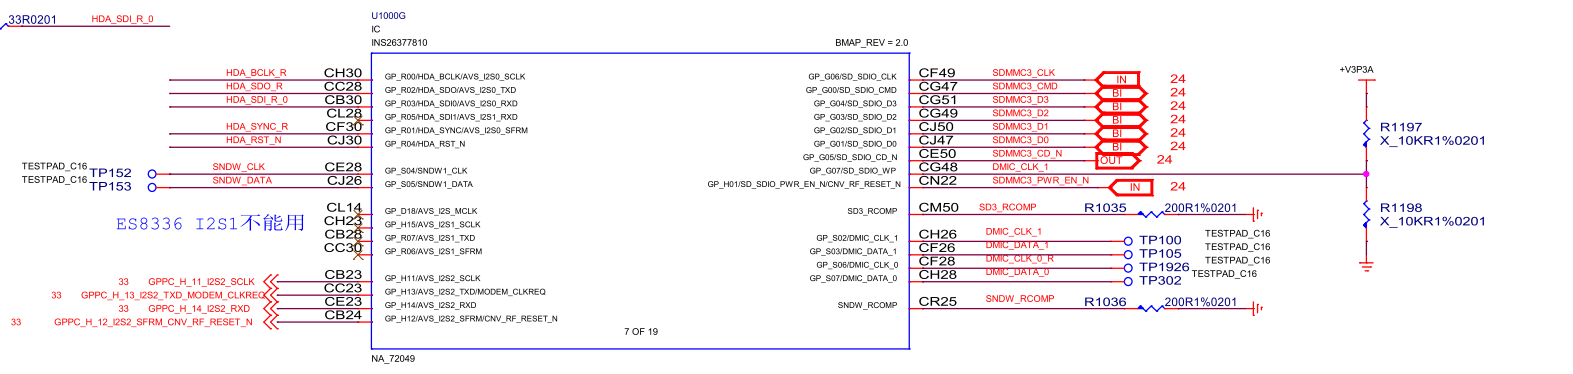 33R0201 HDA_SDI_R_0
U1000G
IC
INS26377810 BMAP_REV = 2.0
HDA_BCLK_R CH30 GP_R00/HDA_BCLK/AVS_I2S0_SCLK
HDA_SDO_R CC28 GP_R02/HDA_SDO/AVS_I2S0_TXD
HDA_SDI_R_0 CB30 GP_R03/HDA_SDI0/AVS_I2S0_RXD
CL28 GP_R05/HDA_SDI1/AVS_I2S1_RXD
HDA_SYNC_R CF30 GP_R01/HDA_SYNC/AVS_I2S0_SFRM
HDA_RST_N CJ30 GP_R04/HDA_RST_N
TESTPAD_C16 TP152 SNDW_CLK CE28 GP_S04/SNDW1_CLK
TESTPAD_C16 TP153 SNDW_DATA CJ26 GP_S05/SNDW1_DATA
CL14 GP_D18/AVS_I2S_MCLK
ES8336 I2S1不能用
CH23 GP_H15/AVS_I2S1_SCLK
CB28 GP_R07/AVS_I2S1_TXD
CC30 GP_R06/AVS_I2S1_SFRM
33 GPPC_H_11_I2S2_SCLK CB23 GP_H11/AVS_I2S2_SCLK
33 GPPC_H_13_I2S2_TXD_MODEM_CLKREQ CC23 GP_H13/AVS_I2S2_TXD/MODEM_CLKREQ
33 GPPC_H_14_I2S2_RXD CE23 GP_H14/AVS_I2S2_RXD
33 GPPC_H_12_I2S2_SFRM_CNV_RF_RESET_N CB24 GP_H12/AVS_I2S2_SFRM/CNV_RF_RESET_N
GP_G06/SD_SDIO_CLK CF49 SDMMC3_CLK IN 24
GP_G00/SD_SDIO_CMD CG47 SDMMC3_CMD BI 24
GP_G04/SD_SDIO_D3 CG51 SDMMC3_D3 BI 24
GP_G03/SD_SDIO_D2 CG49 SDMMC3_D2 BI 24
GP_G02/SD_SDIO_D1 CJ50 SDMMC3_D1 BI 24
GP_G01/SD_SDIO_D0 CJ47 SDMMC3_D0 BI 24
GP_G05/SD_SDIO_CD_N CE50 SDMMC3_CD_N OUT 24
GP_G07/SD_SDIO_WP CG48 DMIC_CLK_1
GP_H01/SD_SDIO_PWR_EN_N/CNV_RF_RESET_N CN22 SDMMC3_PWR_EN_N IN 24
SD3_RCOMP CM50 SD3_RCOMP R1035 200R1%0201
GP_S02/DMIC_CLK_1 CH26 DMIC_CLK_1 TP100 TESTPAD_C16
GP_S03/DMIC_DATA_1 CF26 DMIC_DATA_1 TP105 TESTPAD_C16
GP_S06/DMIC_CLK_0 CF28 DMIC_CLK_0_R TP1926 TESTPAD_C16
GP_S07/DMIC_DATA_0 CH28 DMIC_DATA_0 TP302 TESTPAD_C16
SNDW_RCOMP CR25 SNDW_RCOMP R1036 200R1%0201
7 OF 19
NA_72049
+V3P3A
R1197
X_10KR1%0201
R1198
X_10KR1%0201